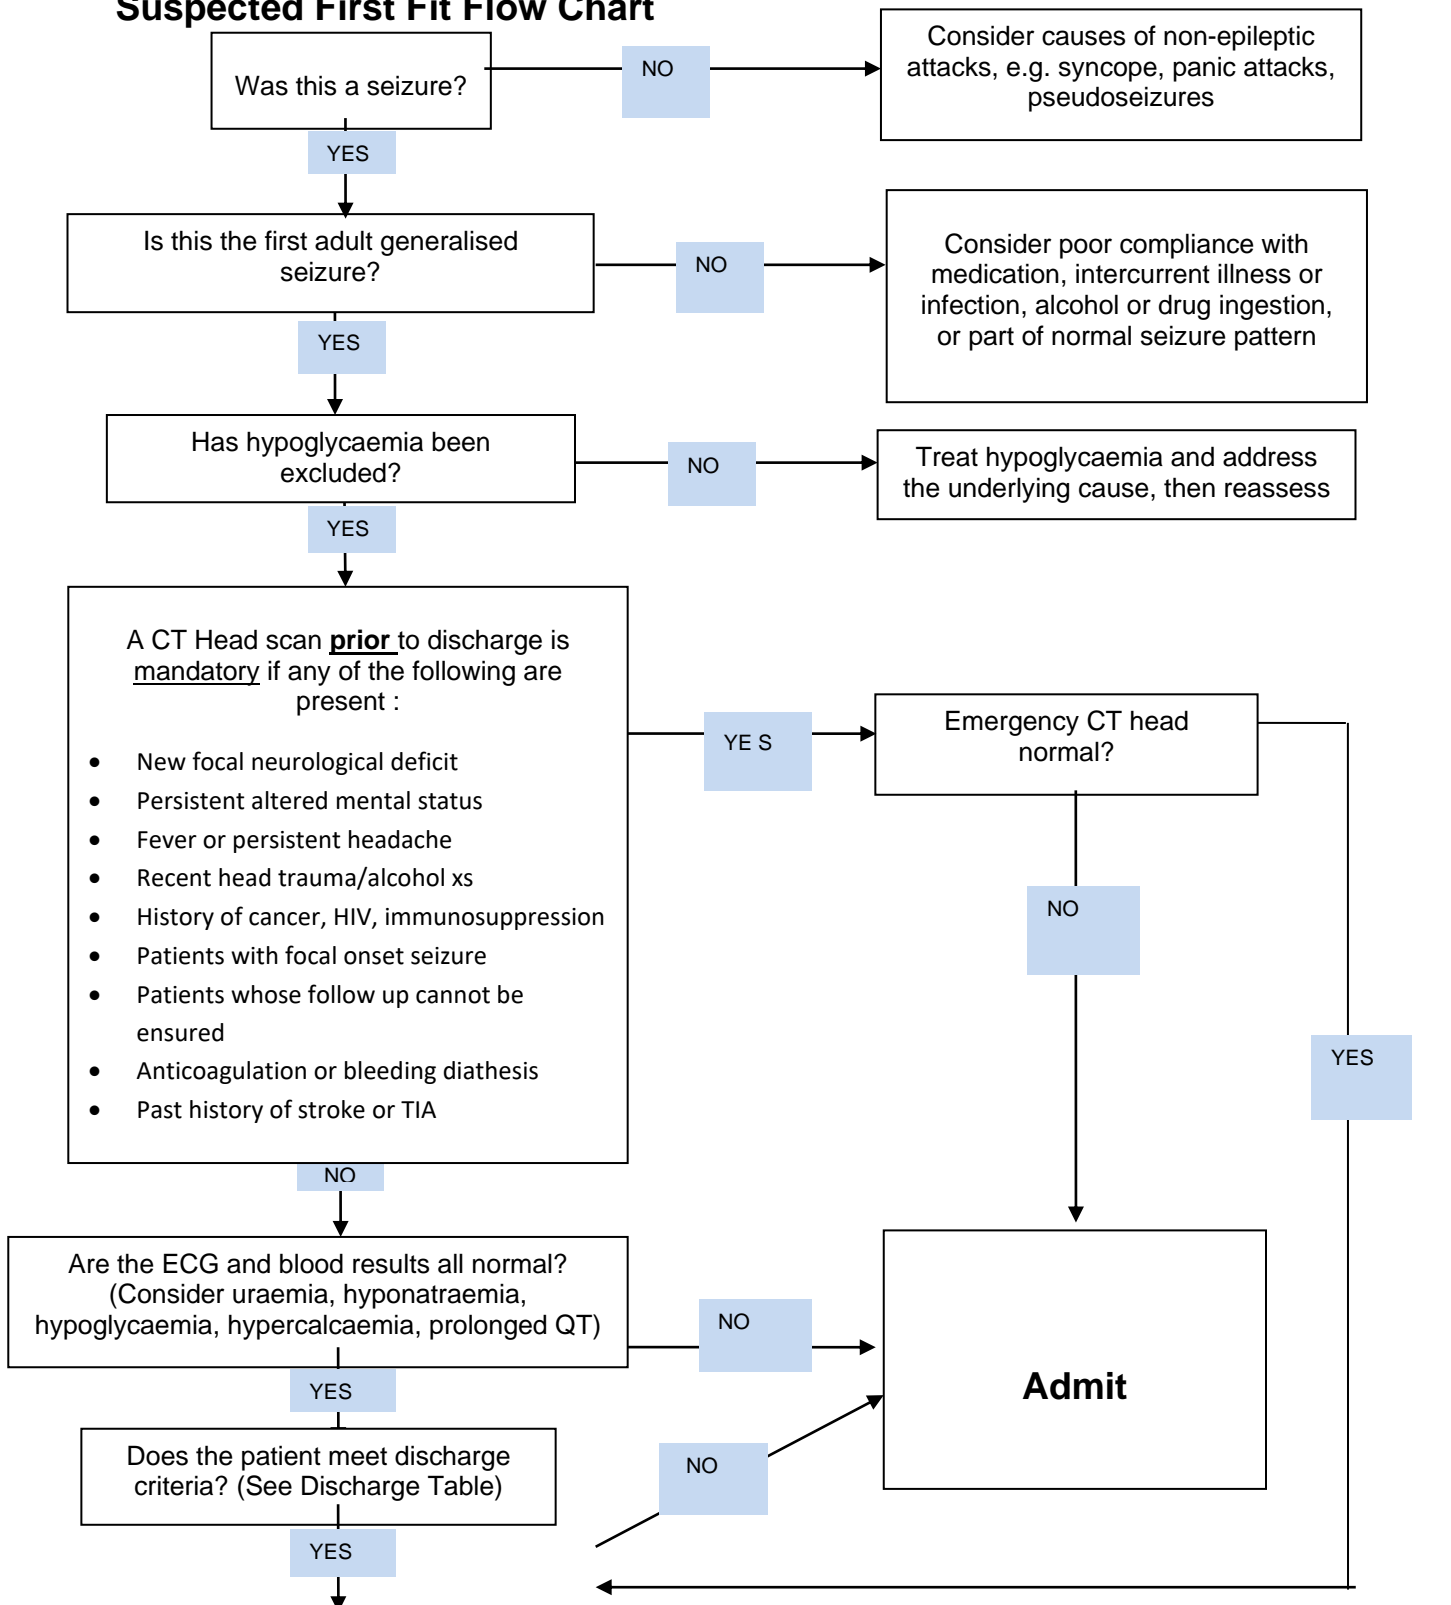 Suspected First Fit Flow Chart
Was this a seizure?
NO
Consider causes of non-epileptic
attacks, e.g. syncope, panic attacks,
pseudoseizures
YES
Is this the first adult generalised
seizure?
NO
Consider poor compliance with
medication, intercurrent illness or
infection, alcohol or drug ingestion,
or part of normal seizure pattern
YES
Has hypoglycaemia been
excluded?
NO
Treat hypoglycaemia and address
the underlying cause, then reassess
YES
A CT Head scan prior to discharge is
mandatory if any of the following are
present :
• New focal neurological deficit
• Persistent altered mental status
• Fever or persistent headache
• Recent head trauma/alcohol xs
• History of cancer, HIV, immunosuppression
• Patients with focal onset seizure
• Patients whose follow up cannot be
ensured
• Anticoagulation or bleeding diathesis
• Past history of stroke or TIA
YE S
Emergency CT head
normal?
NO
YES
NO
Are the ECG and blood results all normal?
(Consider uraemia, hyponatraemia,
hypoglycaemia, hypercalcaemia, prolonged QT)
NO
Admit
YES
Does the patient meet discharge
criteria? (See Discharge Table)
NO
YES